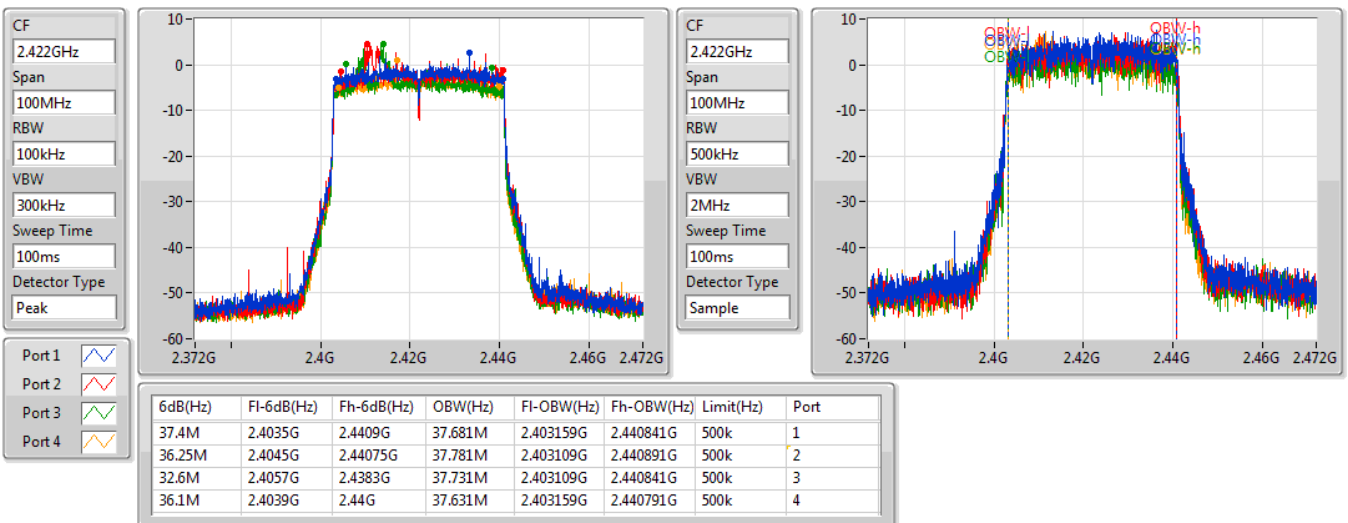 CF
2.422GHz
Span
100MHz
RBW
100kHz
VBW
300kHz
Sweep Time
100ms
Detector Type
Peak
10
0
-10
-20
-30
-40
-50
-60
2.372G 2.4G 2.42G 2.44G 2.46G 2.472G
CF
2.422GHz
Span
100MHz
RBW
500kHz
VBW
2MHz
Sweep Time
100ms
Detector Type
Sample
10
0
-10
-20
-30
-40
-50
-60
OBW-h
OBW-h
OBW-h
2.372G 2.4G 2.42G 2.44G 2.46G 2.472G
Port 1
Port 2
Port 3
Port 4
6dB(Hz) Fl-6dB(Hz) Fh-6dB(Hz) OBW(Hz) Fl-OBW(Hz) Fh-OBW(Hz) Limit(Hz) Port
37.4M 2.4035G 2.4409G 37.681M 2.403159G 2.440841G 500k 1
36.25M 2.4045G 2.44075G 37.781M 2.403109G 2.440891G 500k 2
32.6M 2.4057G 2.4383G 37.731M 2.403109G 2.440841G 500k 3
36.1M 2.4039G 2.44G 37.631M 2.403159G 2.440791G 500k 4